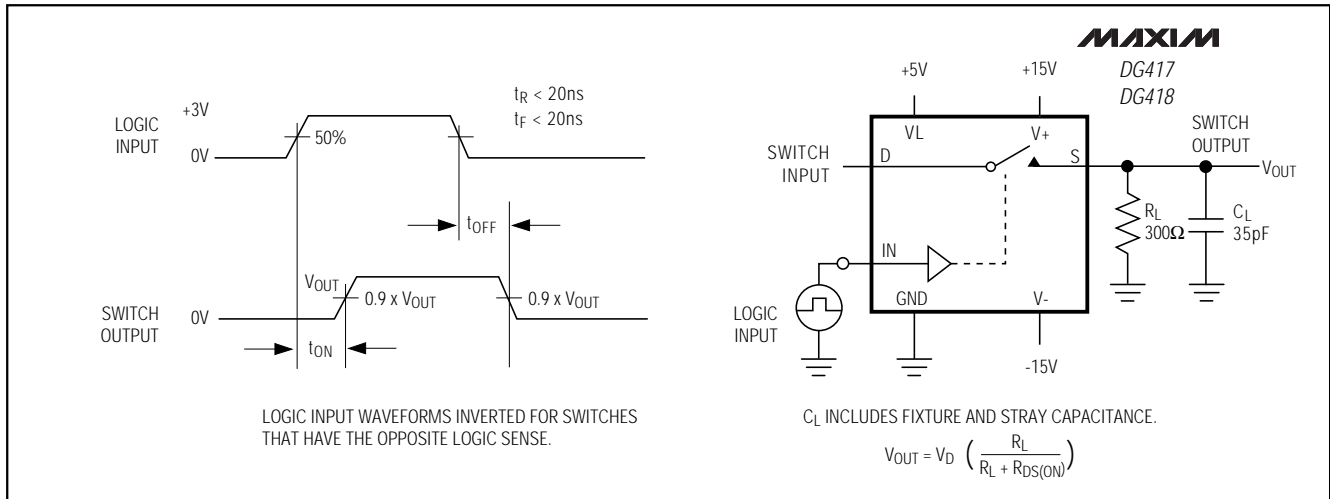 MAXIM
DG417
DG418
LOGIC
INPUT
+3V
0V
50%
tR < 20ns
tF < 20ns
tOFF
SWITCH
OUTPUT
VOUT
0V
0.9 x VOUT
0.9 x VOUT
tON
LOGIC INPUT WAVEFORMS INVERTED FOR SWITCHES
THAT HAVE THE OPPOSITE LOGIC SENSE.
+5V
+15V
VL
V+
SWITCH
INPUT
D
S
SWITCH
OUTPUT
VOUT
RL
300Ω
CL
35pF
IN
LOGIC
INPUT
GND
V-
-15V
CL INCLUDES FIXTURE AND STRAY CAPACITANCE.
VOUT = VD ( RL / RL + RDS(ON) )